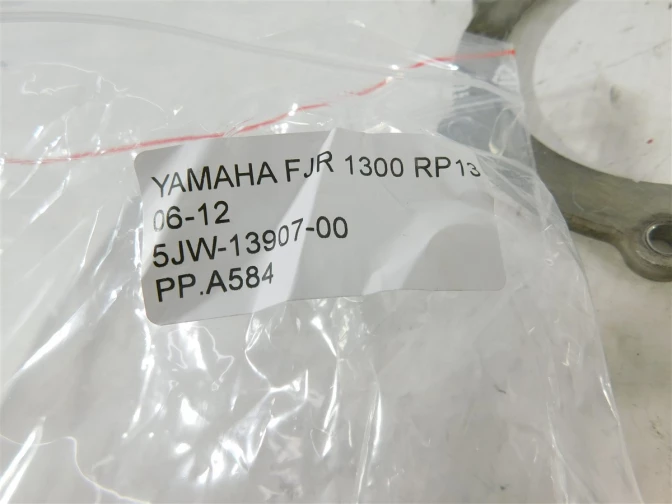 YAMAHA FJR 1300 RP13
06-12
5JW-13907-00
PP.A584